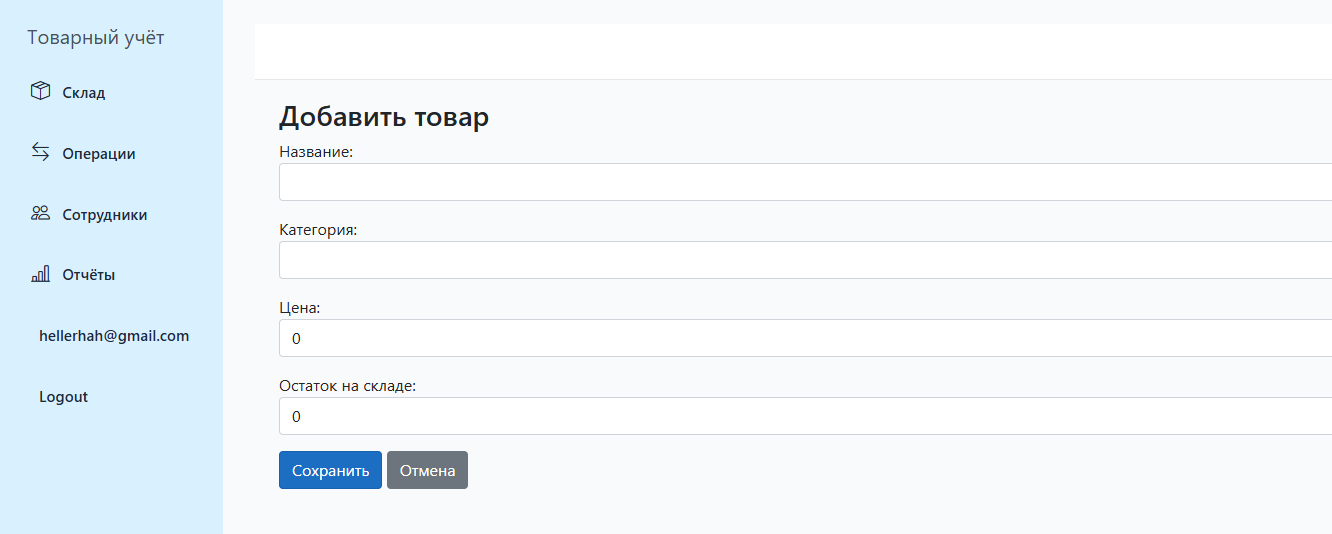 Товарный учёт
Склад
Операции
Сотрудники
Отчёты
hellerhah@gmail.com
Logout
Добавить товар
Название:
Категория:
Цена:
0
Остаток на складе:
0
Сохранить Отмена